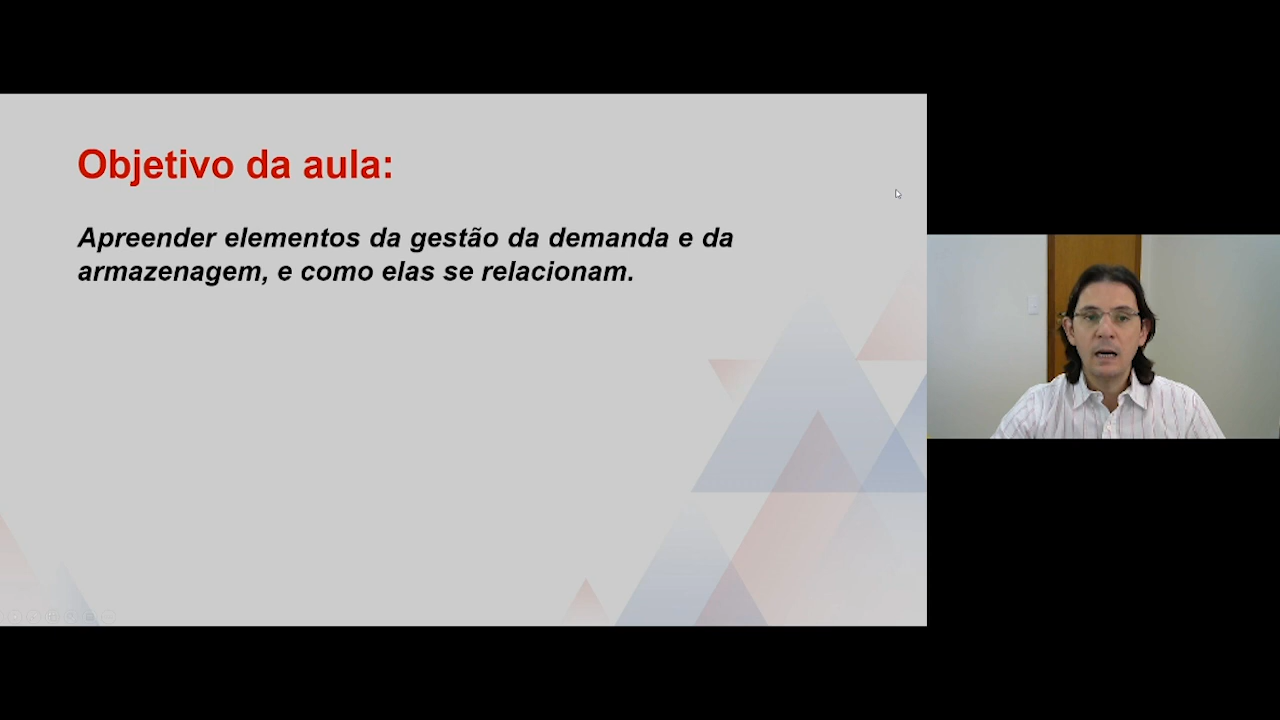 Objetivo da aula:
Apreender elementos da gestão da demanda e da
armazenagem, e como elas se relacionam.